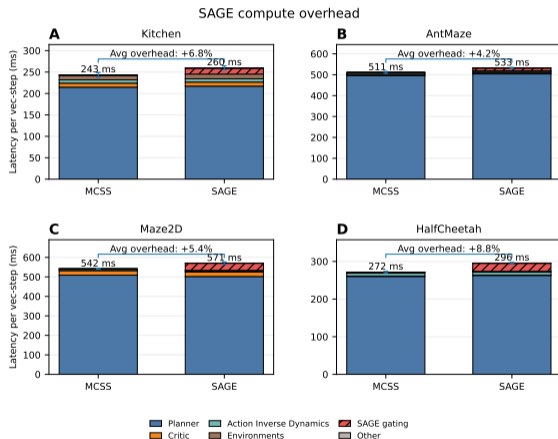 SAGE compute overhead
A Kitchen
Latency per vec-step (ms)
300
250
200
150
100
50
0
Avg overhead: +6.8%
243 ms
260 ms
MCSS
SAGE
B AntMaze
600
500
400
300
200
100
0
Avg overhead: +4.2%
511 ms
533 ms
MCSS
SAGE
C Maze2D
Latency per vec-step (ms)
600
500
400
300
200
100
0
Avg overhead: +5.4%
542 ms
571 ms
MCSS
SAGE
D HalfCheetah
300
200
100
0
Avg overhead: +8.8%
272 ms
296 ms
MCSS
SAGE
Planner
Critic
Action Inverse Dynamics
Environments
SAGE gating
Other